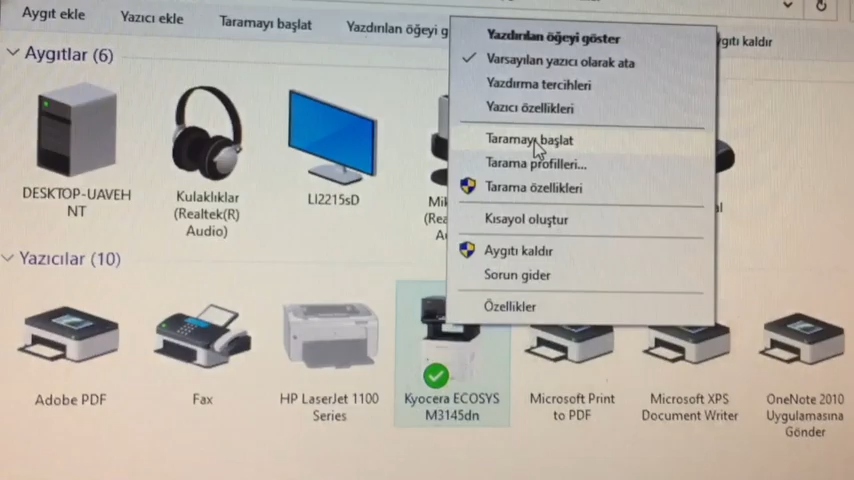 Aygıt ekle
Yazıcı ekle
Taramayı başlat
Yazdırılan öğeyi g
Aygıtlar (6)
Yazdırılan öğeyi göster
Varsayılan yazıcı olarak ata
Yazdırma tercihleri
Yazıcı özellikleri
Taramayı başlat
Tarama profilleri...
Tarama özellikleri
Kısayol oluştur
Aygıtı kaldır
Sorun gider
Özellikler
DESKTOP-UAVEH
NT
Kulaklıklar
(Realtek(R)
Audio)
LI2215sD
Yazıcılar (10)
Adobe PDF
Fax
HP LaserJet 1100
Series
Kyocera ECOSYS
M3145dn
Microsoft Print
to PDF
Microsoft XPS
Document Writer
OneNote 2010
Uygulamasına
Gönder